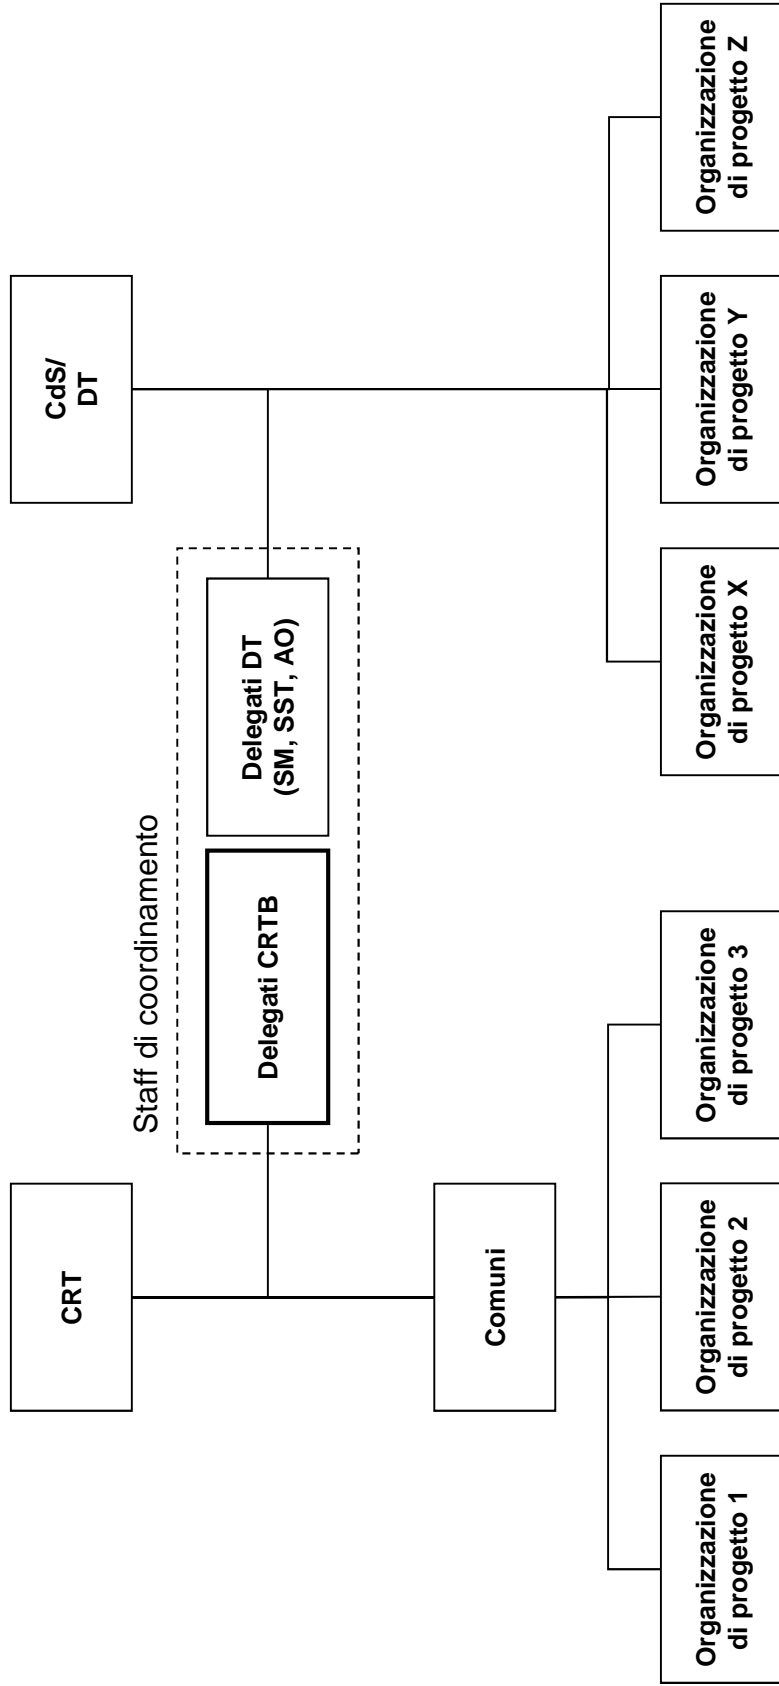 CRT
CdS/
DT
Staff di coordinamento
Delegati CRTB
Delegati DT
(SM, SST, AO)
Comuni
Organizzazione
di progetto 1
Organizzazione
di progetto 2
Organizzazione
di progetto 3
Organizzazione
di progetto X
Organizzazione
di progetto Y
Organizzazione
di progetto Z